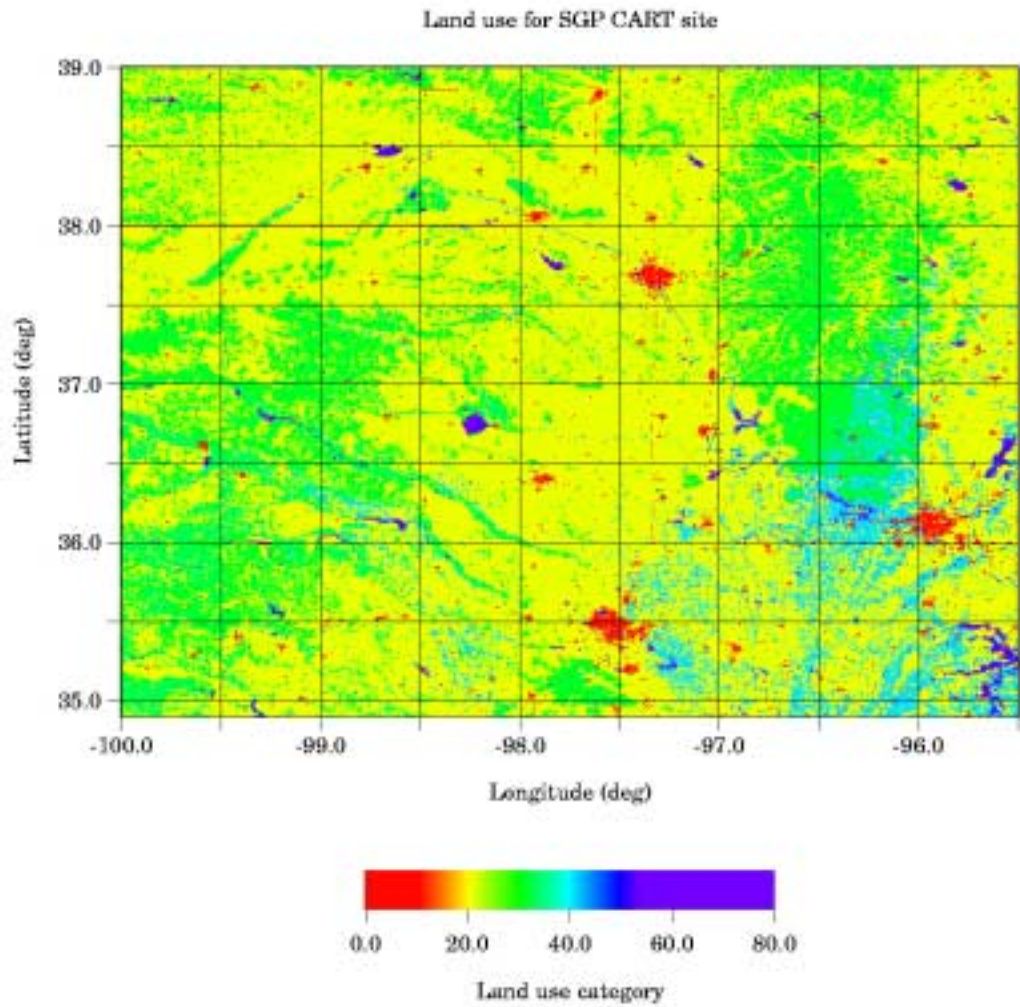 Land use for SGP CART site
39.0
38.0
37.0
36.0
35.0
Latitude (deg)
-100.0 -99.0 -98.0 -97.0 -96.0
Longitude (deg)
0.0 20.0 40.0 60.0 80.0
Land use category